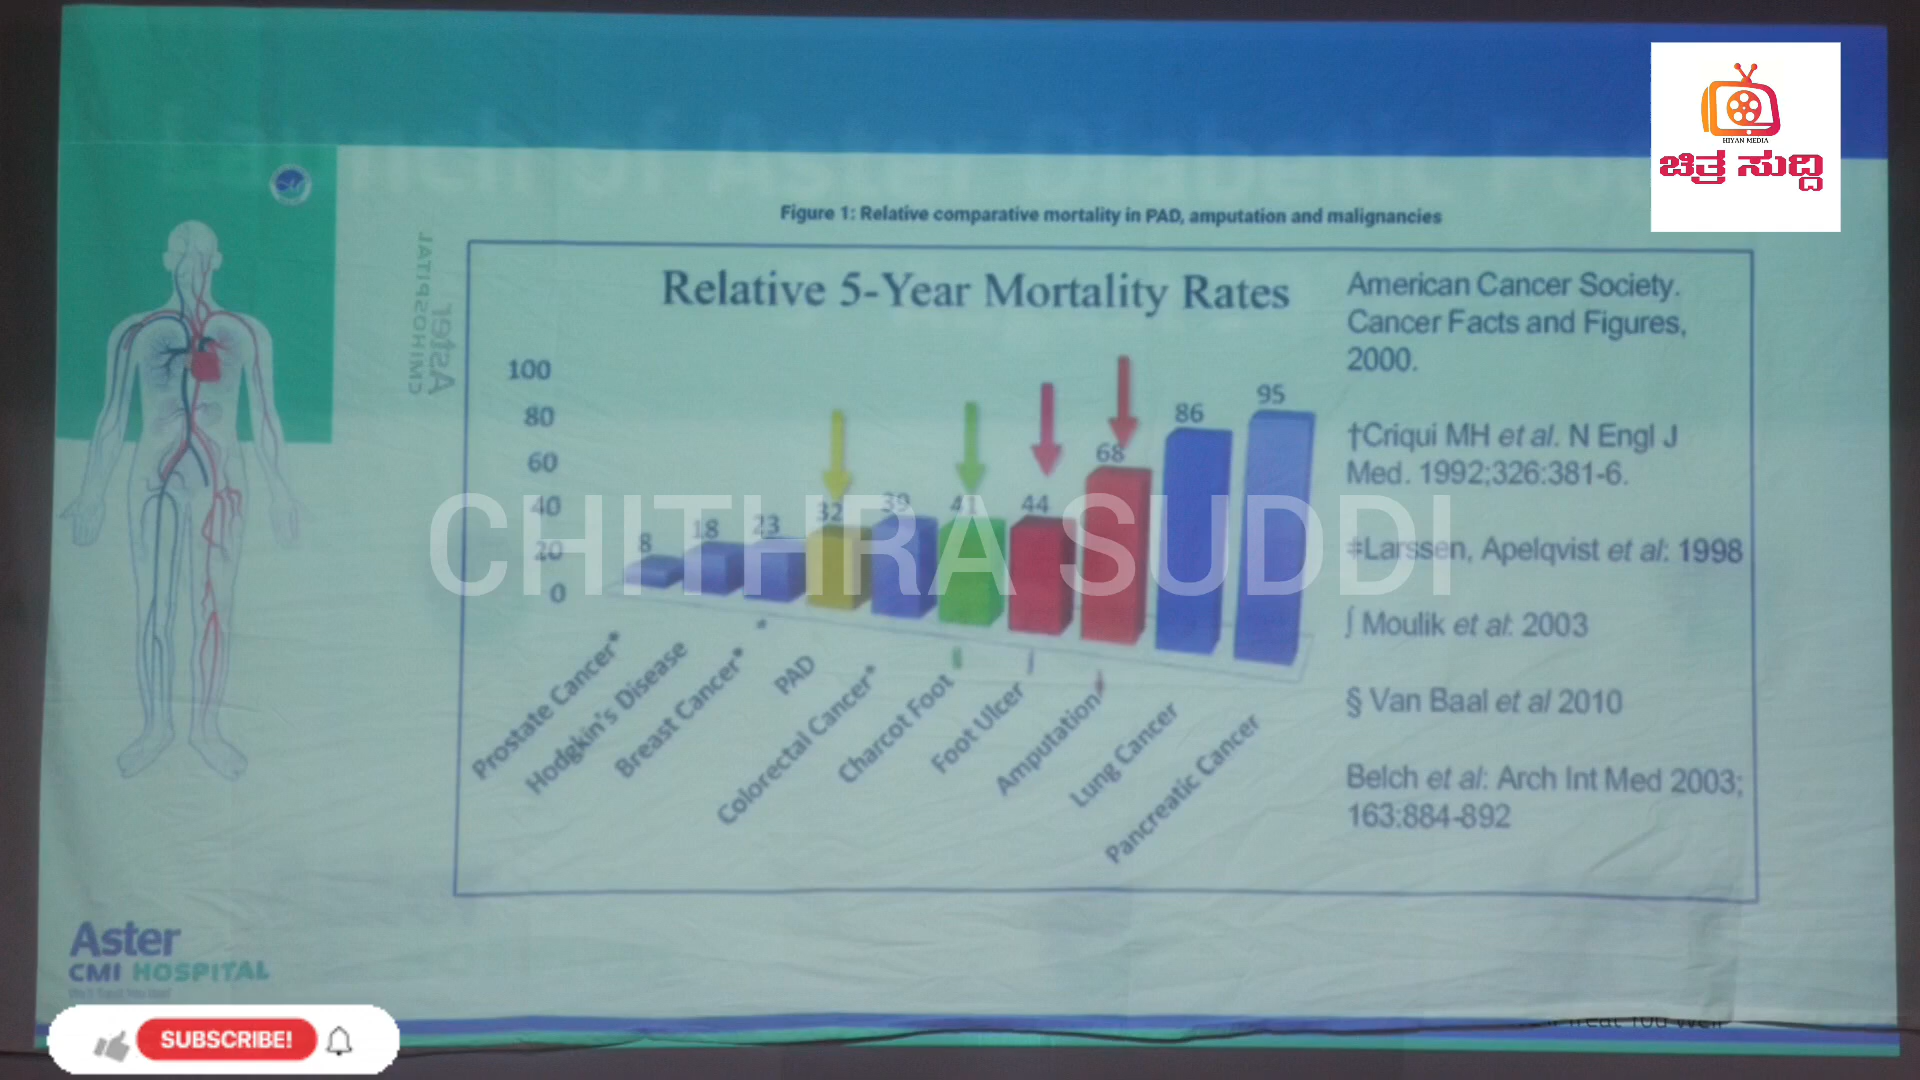 HIYAN MEDIA
ಚಿತ್ರ ಸುದ್ದಿ
Figure 1: Relative comparative mortality in PAD, amputation and malignancies
Aster
CMI HOSPITAL
Relative 5-Year Mortality Rates
100
80
60
40
20
0
8
18
23
32
39
41
44
68
86
95
Prostate Cancer*
Hodgkin's Disease
Breast Cancer*
PAD
Colorectal Cancer*
Charcot Foot
Foot Ulcer
Amputation
Lung Cancer
Pancreatic Cancer
American Cancer Society.
Cancer Facts and Figures,
2000.
†Criqui MH et al. N Engl J
Med. 1992;326:381-6.
‡Larssen, Apelqvist et al: 1998
∫ Moulik et al: 2003
§ Van Baal et al 2010
Belch et al: Arch Int Med 2003;
163:884-892
CHITHRA SUDDI
Aster
CMI HOSPITAL
SUBSCRIBE!